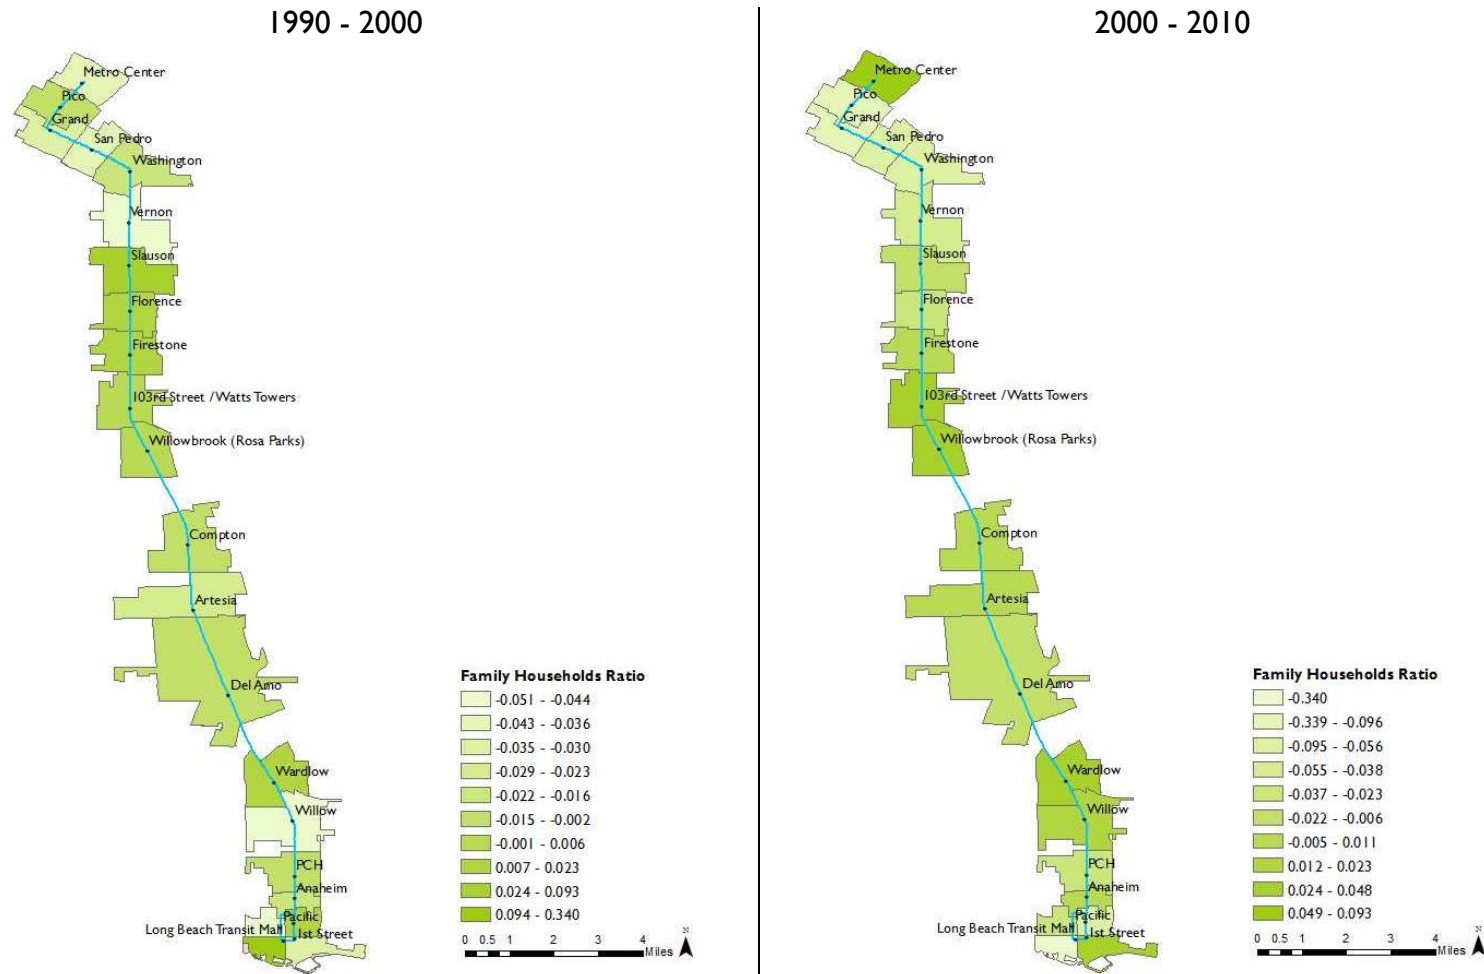 1990 - 2000
Metro Center
Pico
Grand
San Pedro
Washington
Vernon
Slauson
Florence
Firestone
103rd Street / Watts Towers
Willowbrook (Rosa Parks)
Compton
Artesia
Del Amo
Wardlow
Willow
PCH
Anaheim
Pacific
Long Beach Transit Mall
1st Street
Family Households Ratio
-0.051 - -0.044
-0.043 - -0.036
-0.035 - -0.030
-0.029 - -0.023
-0.022 - -0.016
-0.015 - -0.002
-0.001 - 0.006
0.007 - 0.023
0.024 - 0.093
0.094 - 0.340
0 0.5 1 2 3 4
Miles
N
2000 - 2010
Metro Center
Pico
Grand
San Pedro
Washington
Vernon
Slauson
Florence
Firestone
103rd Street / Watts Towers
Willowbrook (Rosa Parks)
Compton
Artesia
Del Amo
Wardlow
Willow
PCH
Anaheim
Pacific
Long Beach Transit Mall
1st Street
Family Households Ratio
-0.340
-0.339 - -0.096
-0.095 - -0.056
-0.055 - -0.038
-0.037 - -0.023
-0.022 - -0.006
-0.005 - 0.011
0.012 - 0.023
0.024 - 0.048
0.049 - 0.093
0 0.5 1 2 3 4
Miles
N